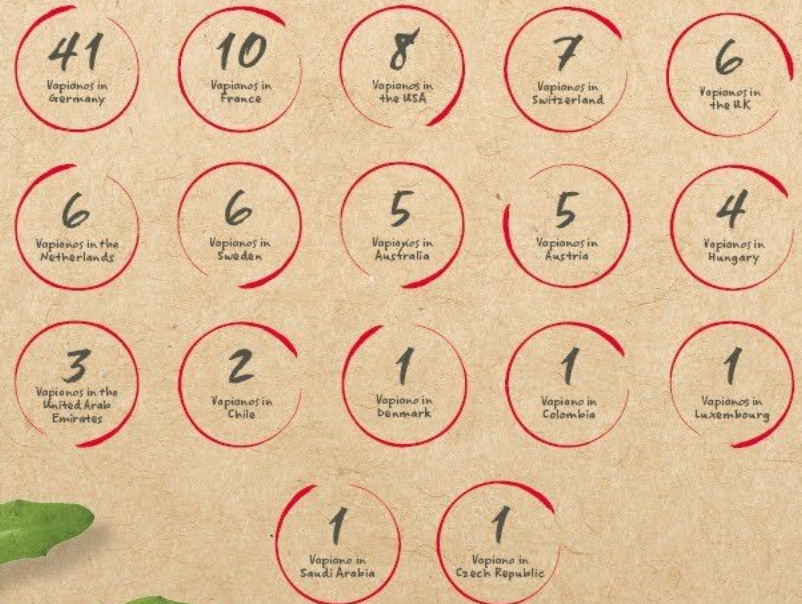 41
Vapianos in
Germany
10
Vapianos in
France
8
Vapianos in
the USA
7
Vapianos in
Switzerland
6
Vapianos in
the UK
6
Vapianos in the
Netherlands
6
Vapianos in
Sweden
5
Vapianos in
Australia
5
Vapianos in
Austria
4
Vapianos in
Hungary
3
Vapianos in the
United Arab
Emirates
2
Vapianos in
Chile
1
Vapiano in
Denmark
1
Vapiano in
Colombia
1
Vapianos in
Luxembourg
1
Vapiano in
Saudi Arabia
1
Vapiano in
Czech Republic